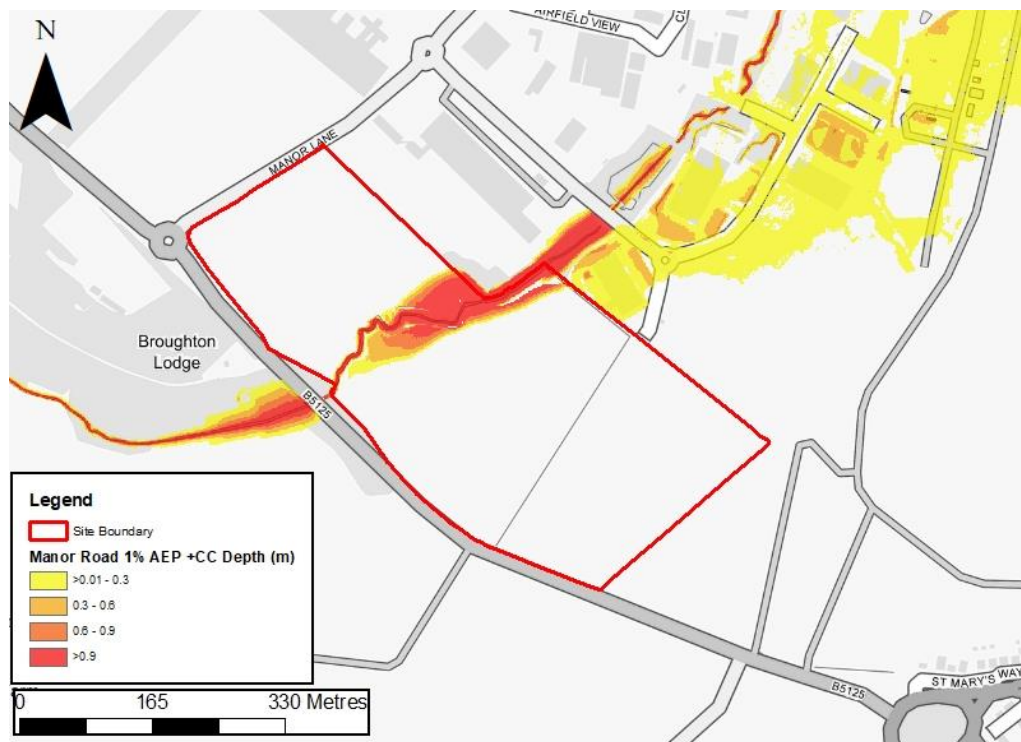 N
AIRFIELD VIEW
MANOR LANE
Broughton
Lodge
B5125
Legend
Site Boundary
Manor Road 1% AEP +CC Depth (m)
>0.01 - 0.3
0.3 - 0.6
0.6 - 0.9
>0.9
0 165 330 Metres
ST MARY'S WAY
B5125